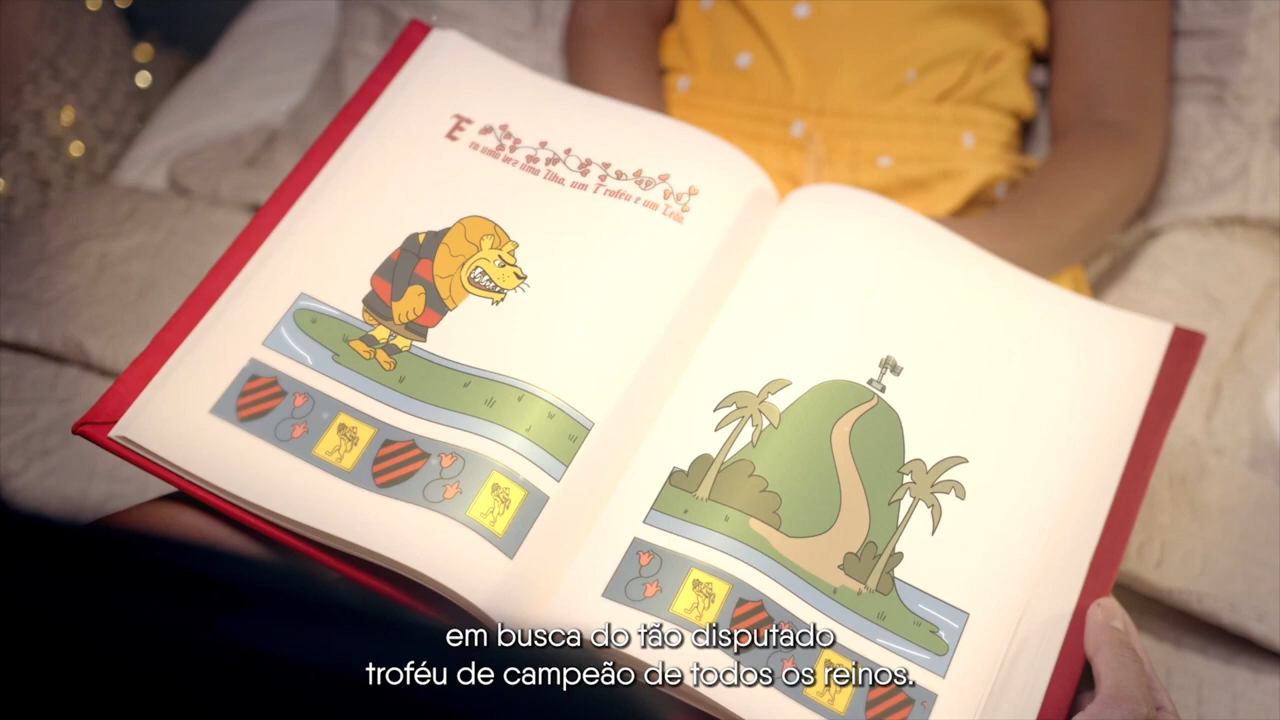 Era uma vez uma Ilha, um Troféu e um Leão.
em busca do tão disputado
troféu de campeão de todos os reinos.